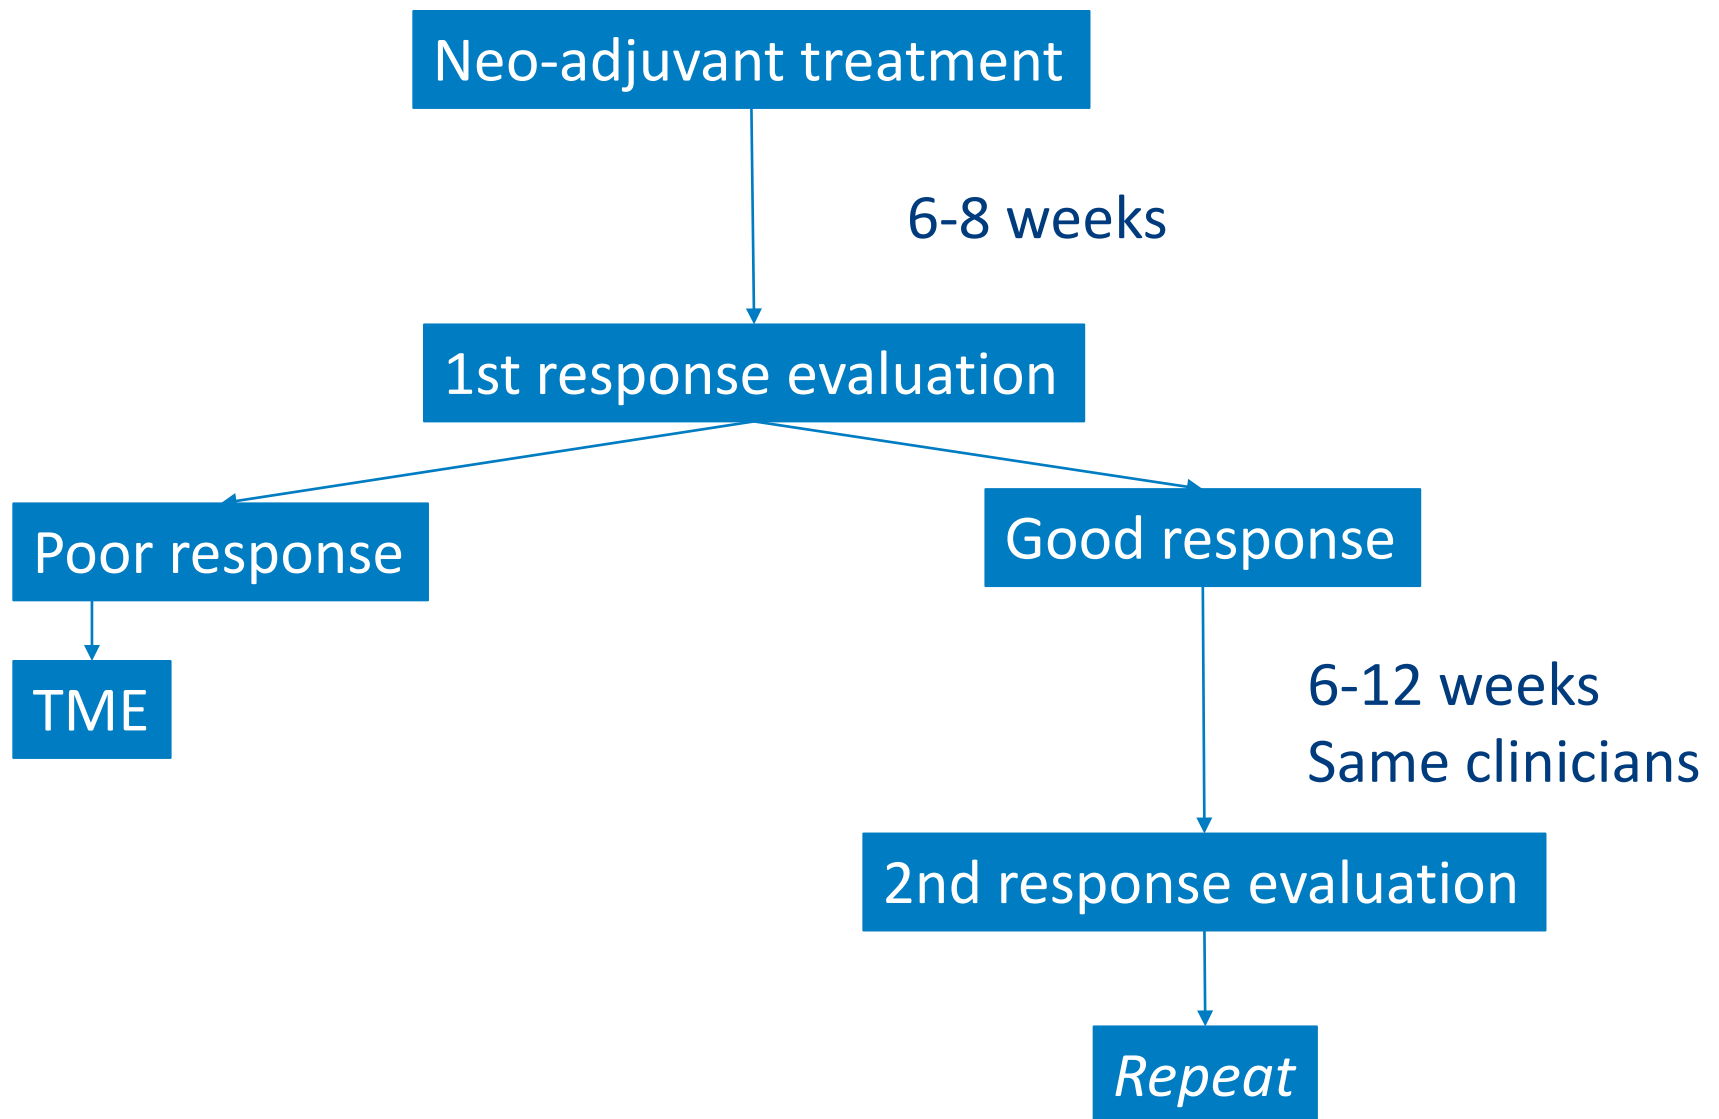 Neo-adjuvant treatment
6-8 weeks
1st response evaluation
Poor response
Good response
TME
6-12 weeks
Same clinicians
2nd response evaluation
Repeat